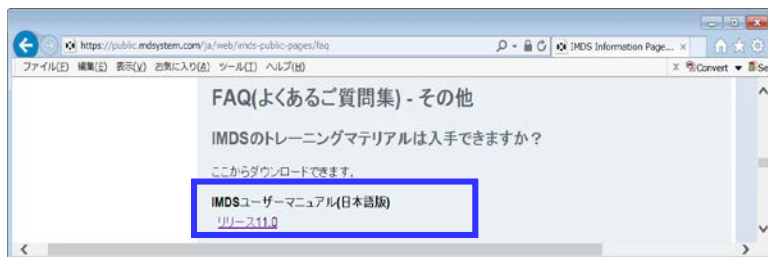 https://public.mdsystem.com/ja/web/imds-public-pages/faq
IMDS Information Page...
ファイル(F) 編集(E) 表示(V) お気に入り(A) ツール(T) ヘルプ(H)
x Convert Se
FAQ(よくあるご質問集) - その他
IMDSのトレーニングマテリアルは入手できますか？
ここからダウンロードできます。
IMDSユーザーマニュアル(日本語版)
リリース11.0